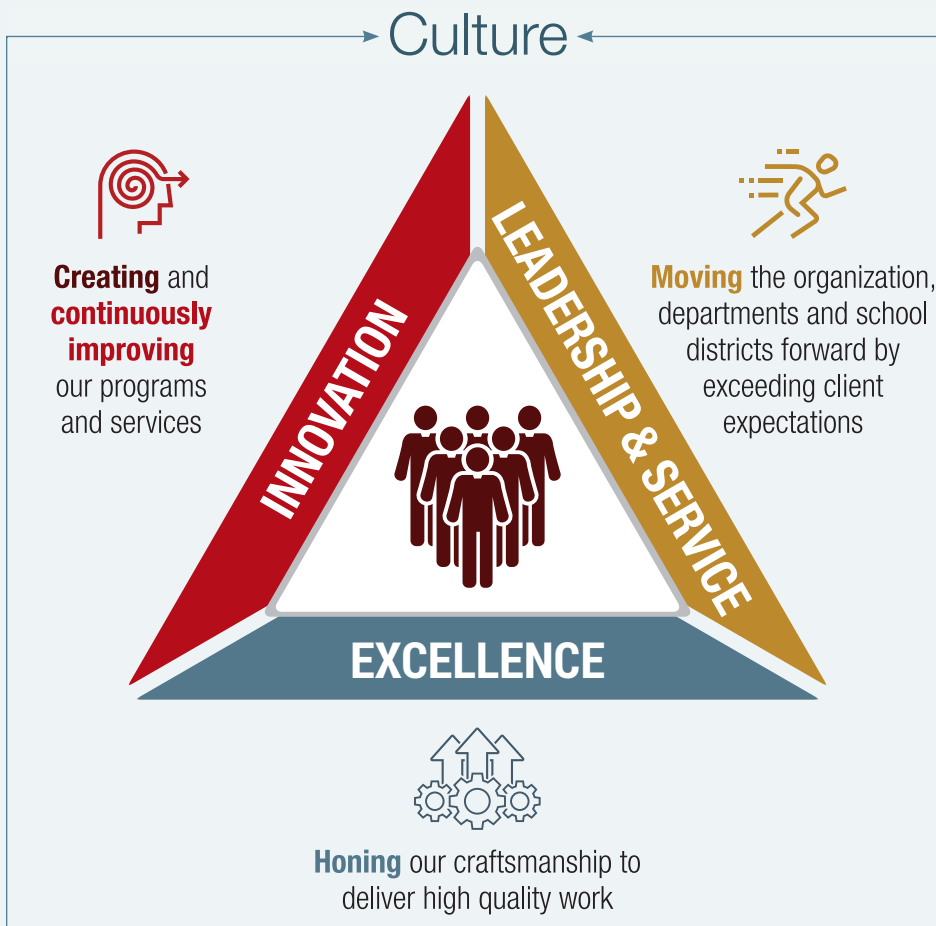 Culture
Creating and
continuously
improving
our programs
and services
INNOVATION
LEADERSHIP & SERVICE
Moving the organization,
departments and school
districts forward by
exceeding client
expectations
EXCELLENCE
Honing our craftsmanship to
deliver high quality work